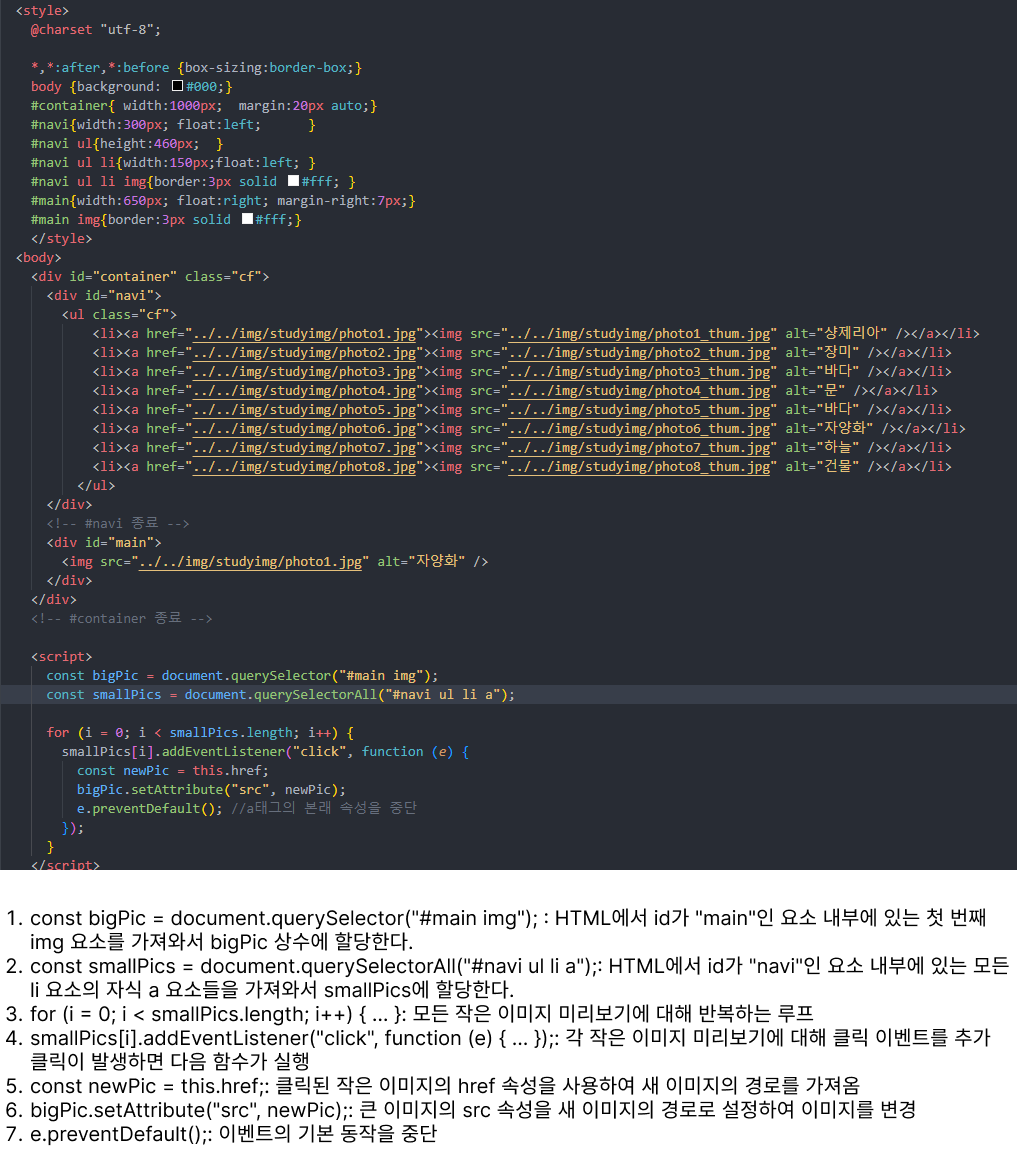 <style>
@charset "utf-8";
*,*:after,*:before {box-sizing:border-box;}
body {background: #000;}
#container{ width:1000px;  margin:20px auto;}
#navi{width:300px; float:left;      }
#navi ul{height:460px;  }
#navi ul li{width:150px;float:left; }
#navi ul li img{border:3px solid #fff; }
#main{width:650px; float:right; margin-right:7px;}
#main img{border:3px solid #fff;}
</style>
<body>
<div id="container" class="cf">
<div id="navi">
<ul class="cf">
<li><a href="../../img/studyimg/photo1.jpg"><img src="../../img/studyimg/photo1_thum.jpg" alt="샹제리아" /></a></li>
<li><a href="../../img/studyimg/photo2.jpg"><img src="../../img/studyimg/photo2_thum.jpg" alt="장미" /></a></li>
<li><a href="../../img/studyimg/photo3.jpg"><img src="../../img/studyimg/photo3_thum.jpg" alt="바다" /></a></li>
<li><a href="../../img/studyimg/photo4.jpg"><img src="../../img/studyimg/photo4_thum.jpg" alt="문" /></a></li>
<li><a href="../../img/studyimg/photo5.jpg"><img src="../../img/studyimg/photo5_thum.jpg" alt="바다" /></a></li>
<li><a href="../../img/studyimg/photo6.jpg"><img src="../../img/studyimg/photo6_thum.jpg" alt="자양화" /></a></li>
<li><a href="../../img/studyimg/photo7.jpg"><img src="../../img/studyimg/photo7_thum.jpg" alt="하늘" /></a></li>
<li><a href="../../img/studyimg/photo8.jpg"><img src="../../img/studyimg/photo8_thum.jpg" alt="건물" /></a></li>
</ul>
</div>
<!-- #navi 종료 -->
<div id="main">
<img src="../../img/studyimg/photo1.jpg" alt="자양화" />
</div>
</div>
<!-- #container 종료 -->
<script>
const bigPic = document.querySelector("#main img");
const smallPics = document.querySelectorAll("#navi ul li a");
for (i = 0; i < smallPics.length; i++) {
smallPics[i].addEventListener("click", function (e) {
const newPic = this.href;
bigPic.setAttribute("src", newPic);
e.preventDefault(); //a태그의 본래 속성을 중단
});
}
</script>
1. const bigPic = document.querySelector("#main img"); : HTML에서 id가 "main"인 요소 내부에 있는 첫 번째
img 요소를 가져와서 bigPic 상수에 할당한다.
2. const smallPics = document.querySelectorAll("#navi ul li a");: HTML에서 id가 "navi"인 요소 내부에 있는 모든
li 요소의 자식 a 요소들을 가져와서 smallPics에 할당한다.
3. for (i = 0; i < smallPics.length; i++) { ... }: 모든 작은 이미지 미리보기에 대해 반복하는 루프
4. smallPics[i].addEventListener("click", function (e) { ... });: 각 작은 이미지 미리보기에 대해 클릭 이벤트를 추가
클릭이 발생하면 다음 함수가 실행
5. const newPic = this.href;: 클릭된 작은 이미지의 href 속성을 사용하여 새 이미지의 경로를 가져옴
6. bigPic.setAttribute("src", newPic);: 큰 이미지의 src 속성을 새 이미지의 경로로 설정하여 이미지를 변경
7. e.preventDefault();: 이벤트의 기본 동작을 중단